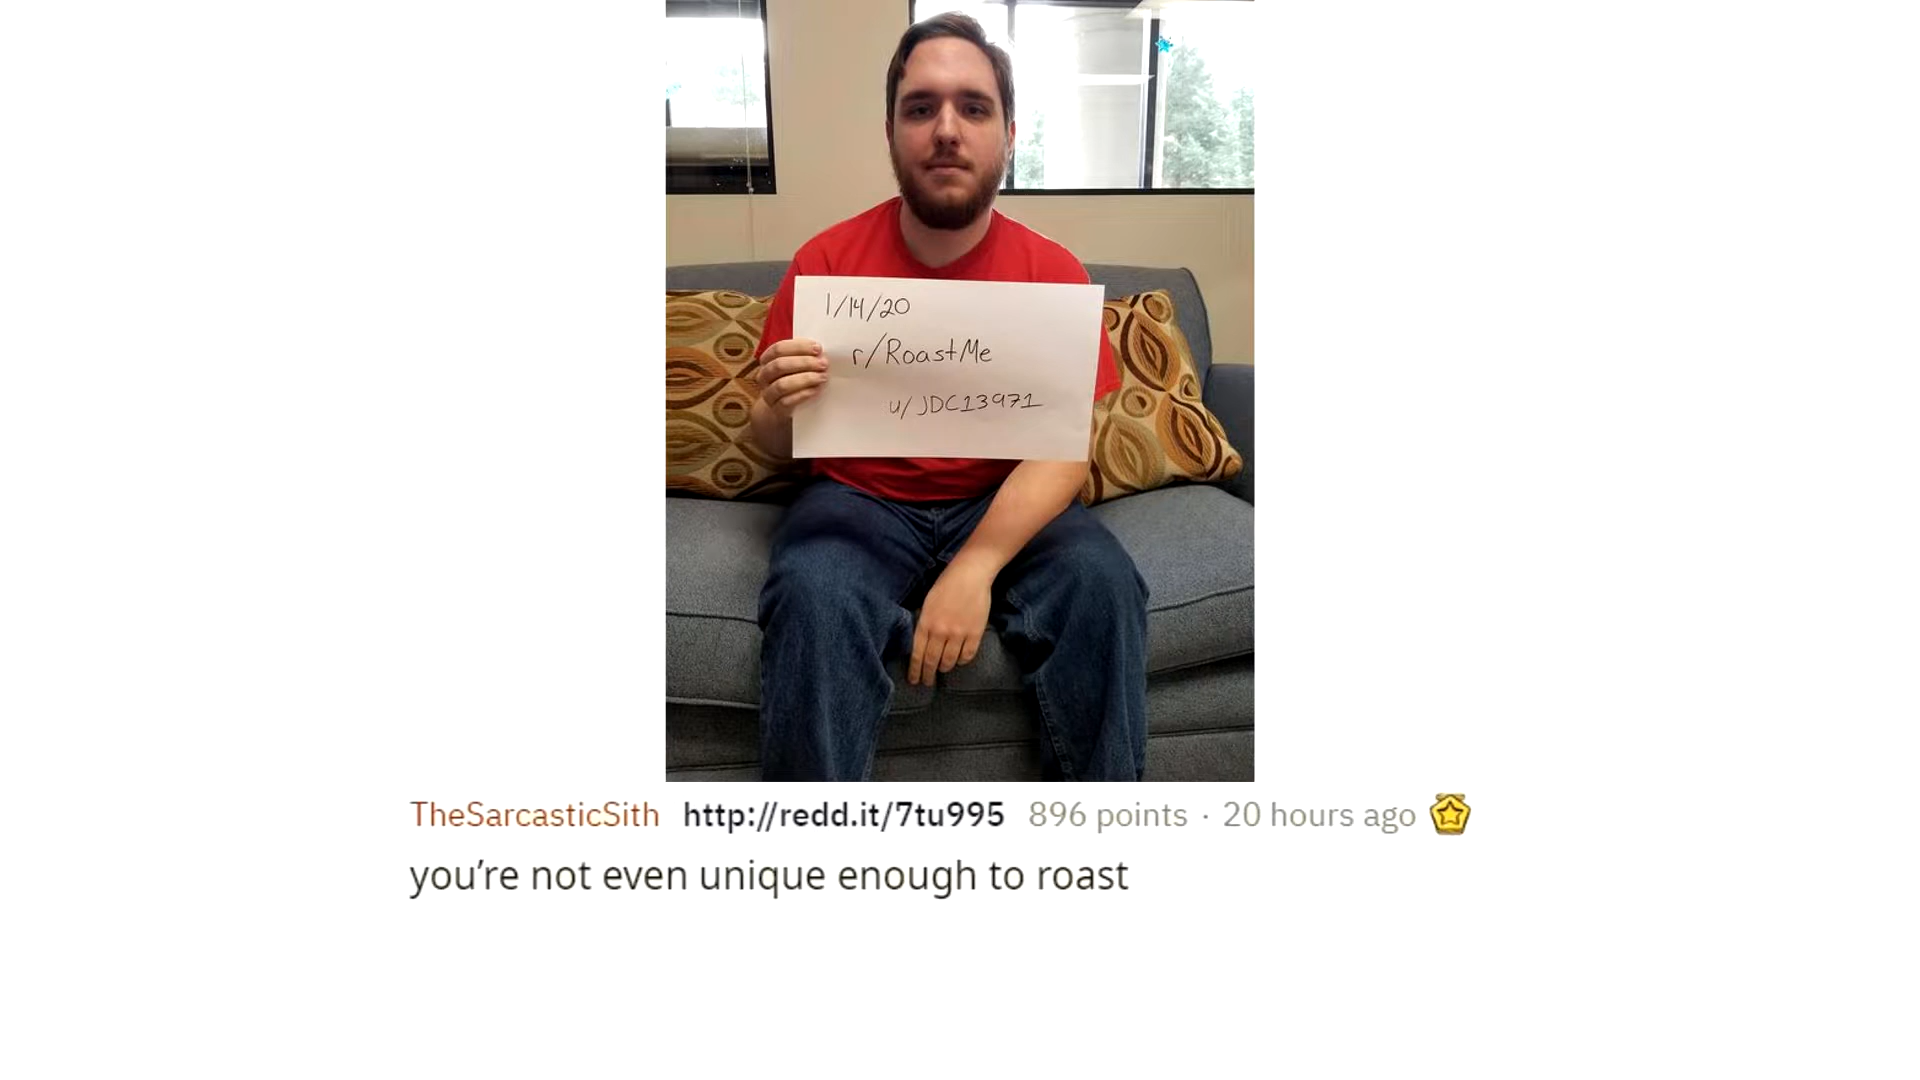 1/14/20
r/RoastMe
u/JDC13971
TheSarcasticSith http://redd.it/7tu995 896 points · 20 hours ago
you’re not even unique enough to roast